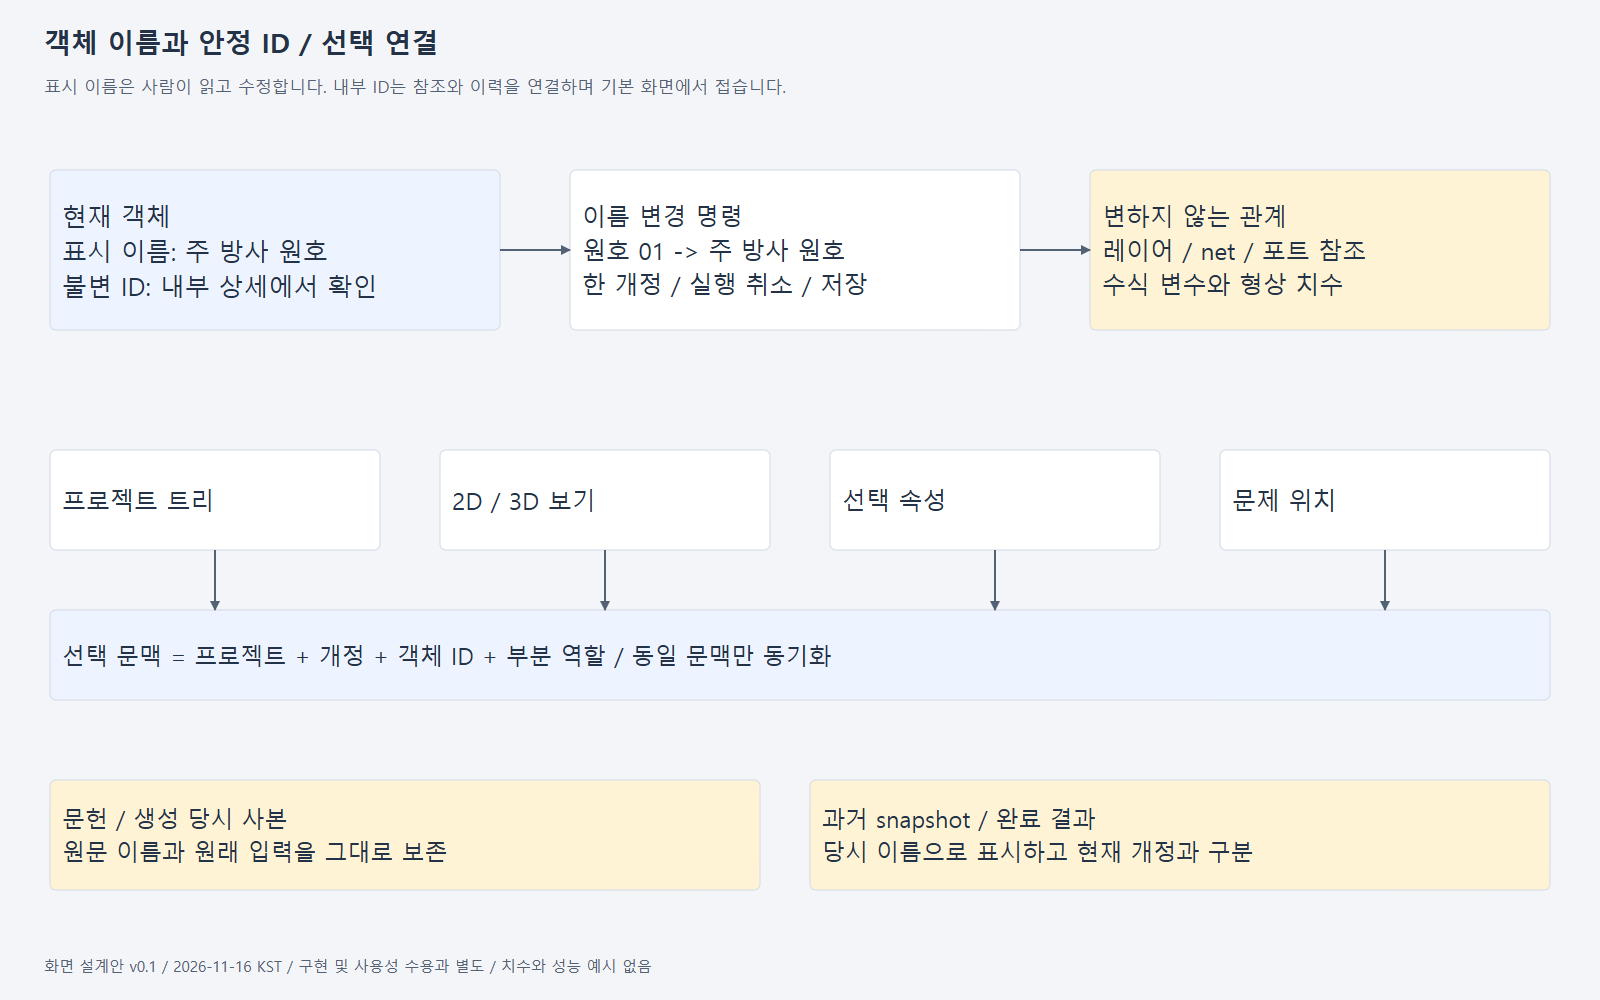 객체 이름과 안정 ID / 선택 연결
표시 이름은 사람이 읽고 수정합니다. 내부 ID는 참조와 이력을 연결하며 기본 화면에서 접습니다.
현재 객체
표시 이름: 주 방사 원호
불변 ID: 내부 상세에서 확인
이름 변경 명령
원호 01 -> 주 방사 원호
한 개정 / 실행 취소 / 저장
변하지 않는 관계
레이어 / net / 포트 참조
수식 변수와 형상 치수
프로젝트 트리
2D / 3D 보기
선택 속성
문제 위치
선택 문맥 = 프로젝트 + 개정 + 객체 ID + 부분 역할 / 동일 문맥만 동기화
문헌 / 생성 당시 사본
원문 이름과 원래 입력을 그대로 보존
과거 snapshot / 완료 결과
당시 이름으로 표시하고 현재 개정과 구분
화면 설계안 v0.1 / 2026-11-16 KST / 구현 및 사용성 수용과 별도 / 치수와 성능 예시 없음